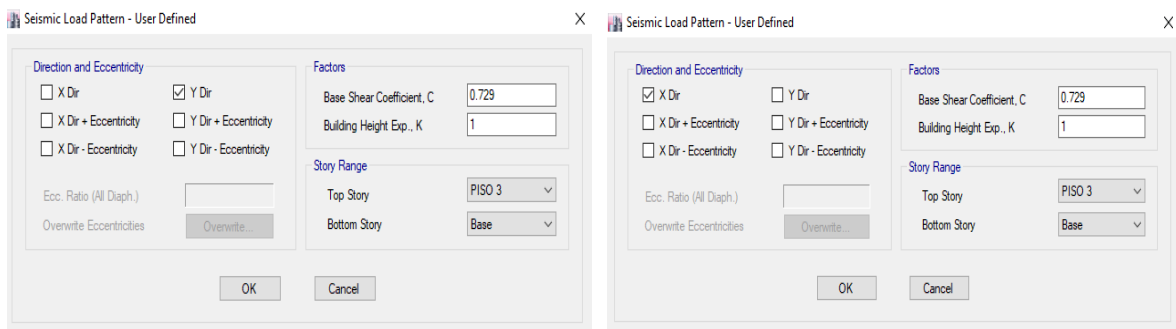 Seismic Load Pattern - User Defined
Direction and Eccentricity
X Dir
Y Dir
X Dir + Eccentricity
Y Dir + Eccentricity
X Dir - Eccentricity
Y Dir - Eccentricity
Ecc. Ratio (All Diaph.)
Overwrite Eccentricities
Overwrite...
Factors
Base Shear Coefficient, C
0.729
Building Height Exp., K
1
Story Range
Top Story
PISO 3
Bottom Story
Base
OK
Cancel
Seismic Load Pattern - User Defined
Direction and Eccentricity
X Dir
Y Dir
X Dir + Eccentricity
Y Dir + Eccentricity
X Dir - Eccentricity
Y Dir - Eccentricity
Ecc. Ratio (All Diaph.)
Overwrite Eccentricities
Overwrite...
Factors
Base Shear Coefficient, C
0.729
Building Height Exp., K
1
Story Range
Top Story
PISO 3
Bottom Story
Base
OK
Cancel